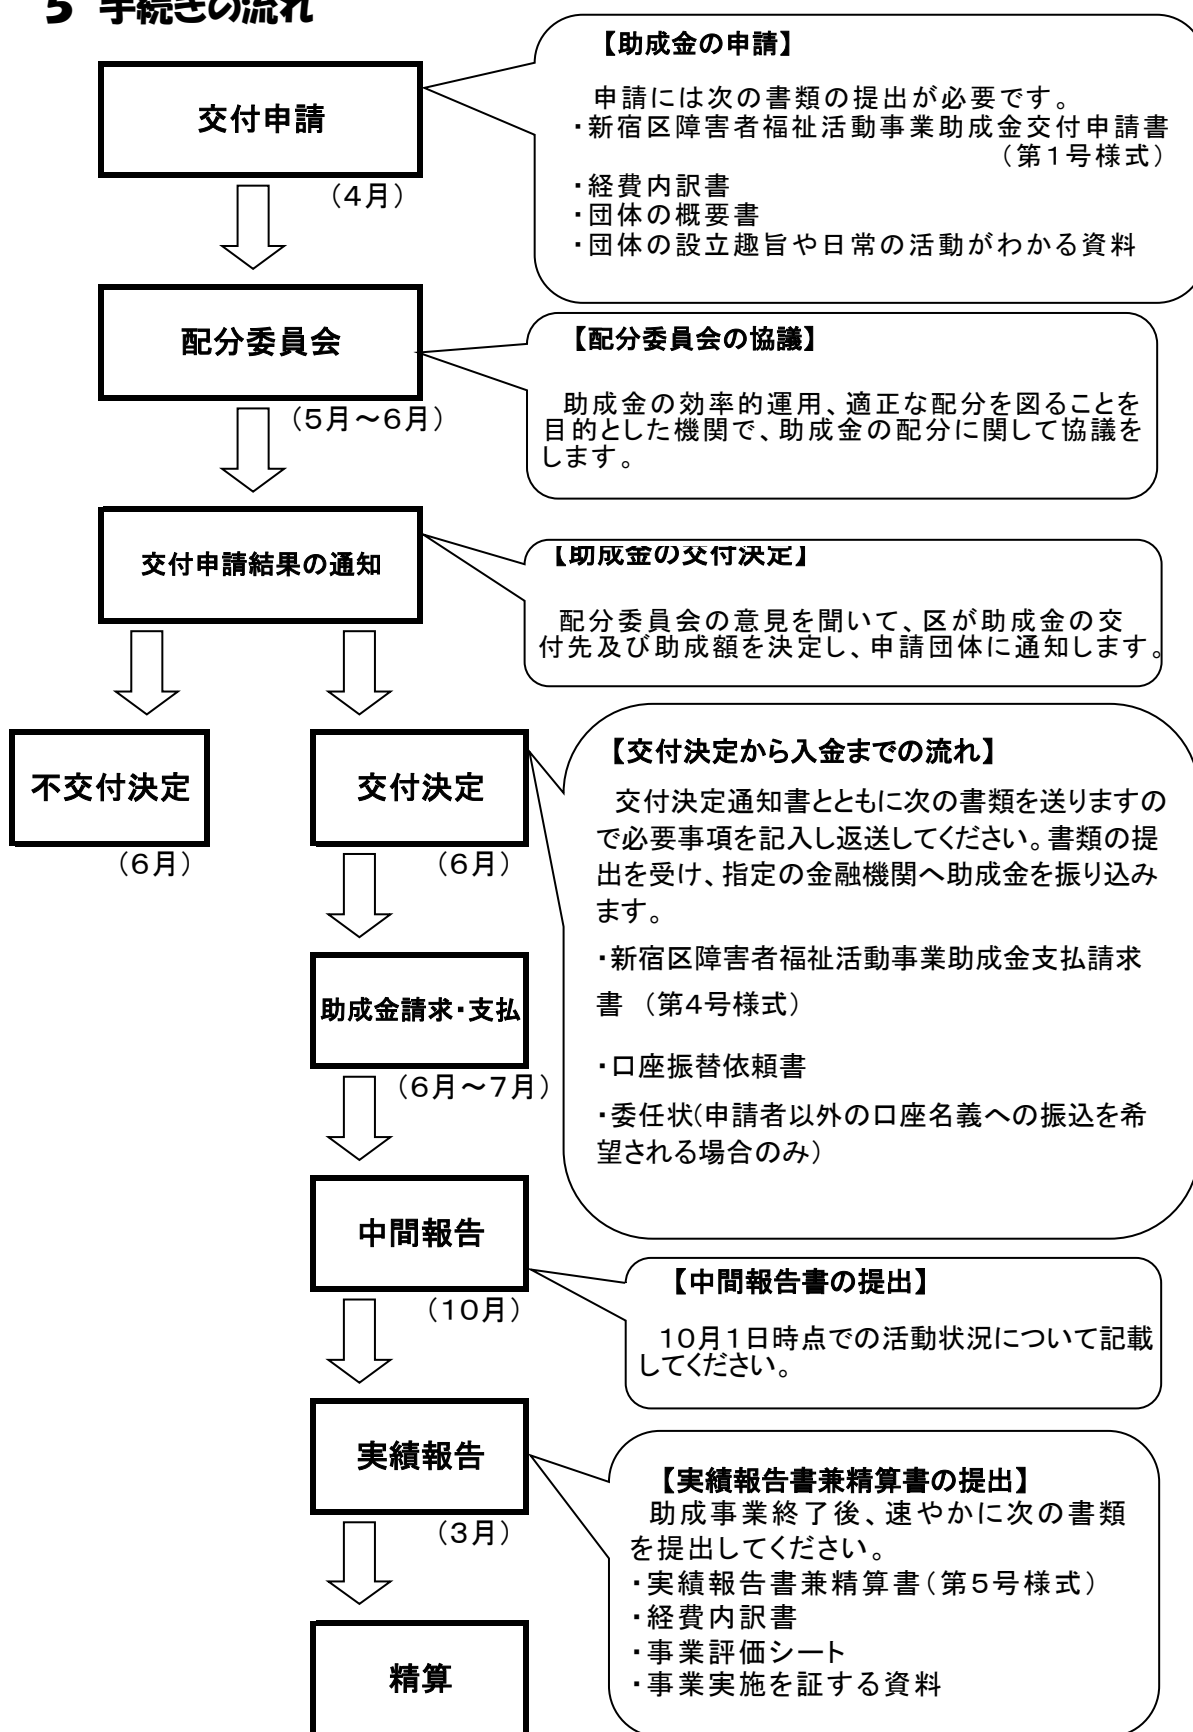 5 手続きの流れ
【助成金の申請】
申請には次の書類の提出が必要です。
・新宿区障害者福祉活動事業助成金交付申請書
（第１号様式）
・経費内訳書
・団体の概要書
・団体の設立趣旨や日常の活動がわかる資料
交付申請
（４月）
配分委員会
（５月～６月）
【配分委員会の協議】
助成金の効率的運用、適正な配分を図ることを
目的とした機関で、助成金の配分に関して協議を
します。
交付申請結果の通知
【助成金の交付決定】
配分委員会の意見を聞いて、区が助成金の交
付先及び助成額を決定し、申請団体に通知します。
不交付決定
（６月）
交付決定
（６月）
【交付決定から入金までの流れ】
交付決定通知書とともに次の書類を送りますの
で必要事項を記入し返送してください。書類の提
出を受け、指定の金融機関へ助成金を振り込み
ます。
・新宿区障害者福祉活動事業助成金支払請求
書 （第４号様式）
・口座振替依頼書
・委任状（申請者以外の口座名義への振込を希
望される場合のみ）
助成金請求・支払
（６月～７月）
中間報告
（１０月）
【中間報告書の提出】
１０月１日時点での活動状況について記載
してください。
実績報告
（３月）
【実績報告書兼精算書の提出】
助成事業終了後、速やかに次の書類
を提出してください。
・実績報告書兼精算書（第５号様式）
・経費内訳書
・事業評価シート
・事業実施を証する資料
精算